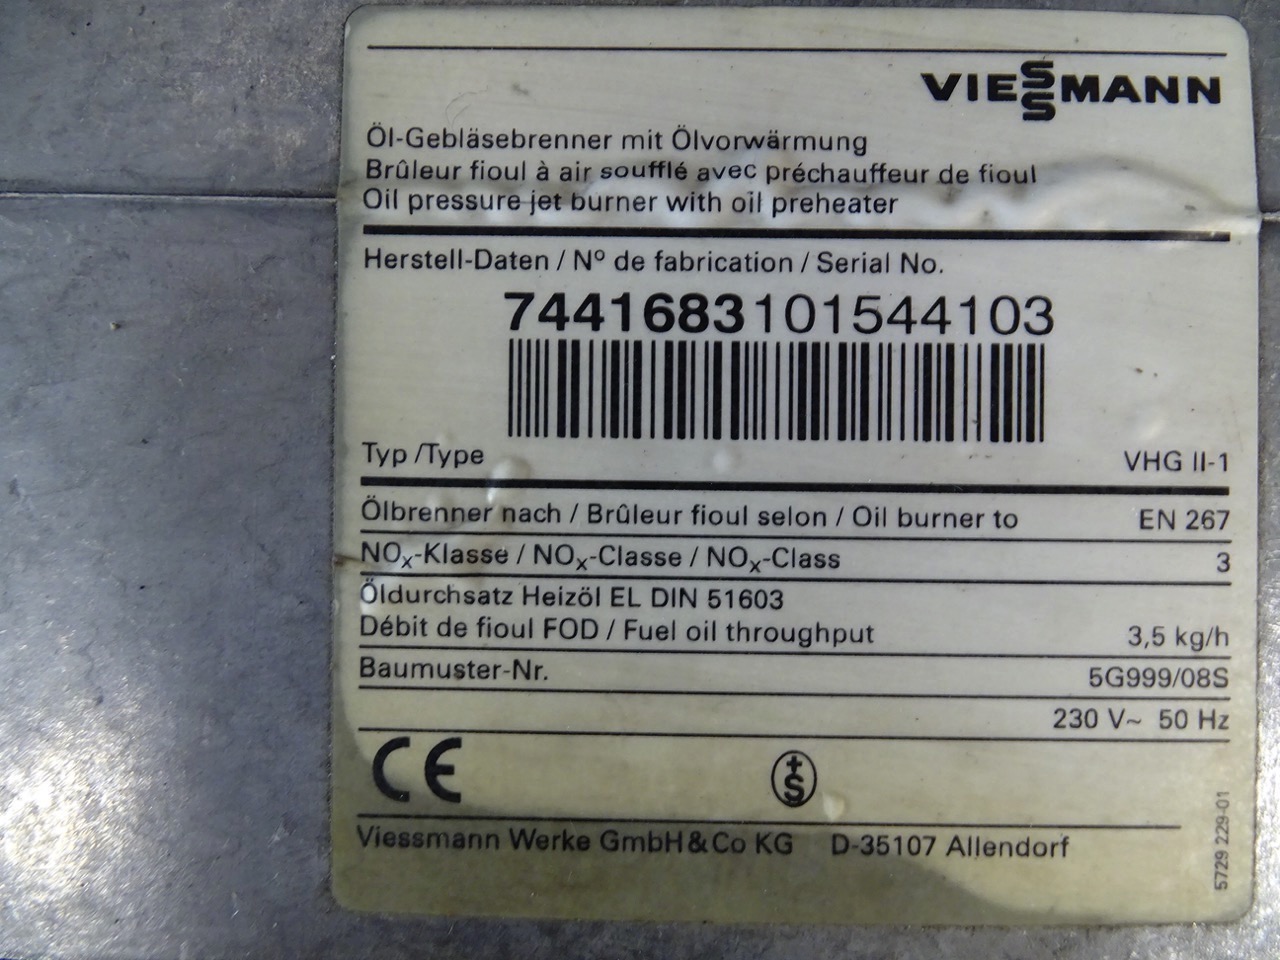 VIESSMANN
Öl-Gebläsebrenner mit Ölvorwärmung
Brûleur fioul à air soufflé avec préchauffeur de fioul
Oil pressure jet burner with oil preheater
Herstell-Daten / Nº de fabrication / Serial No.
7441683101544103
Typ /Type VHG II-1
Ölbrenner nach / Brûleur fioul selon / Oil burner to EN 267
NOx-Klasse / NOx-Classe / NOx-Class 3
Öldurchsatz Heizöl EL DIN 51603
Débit de fioul FOD / Fuel oil throughput 3,5 kg/h
Baumuster-Nr. 5G999/08S
230 V~ 50 Hz
CE +S
Viessmann Werke GmbH&Co KG D-35107 Allendorf
5729 229-01